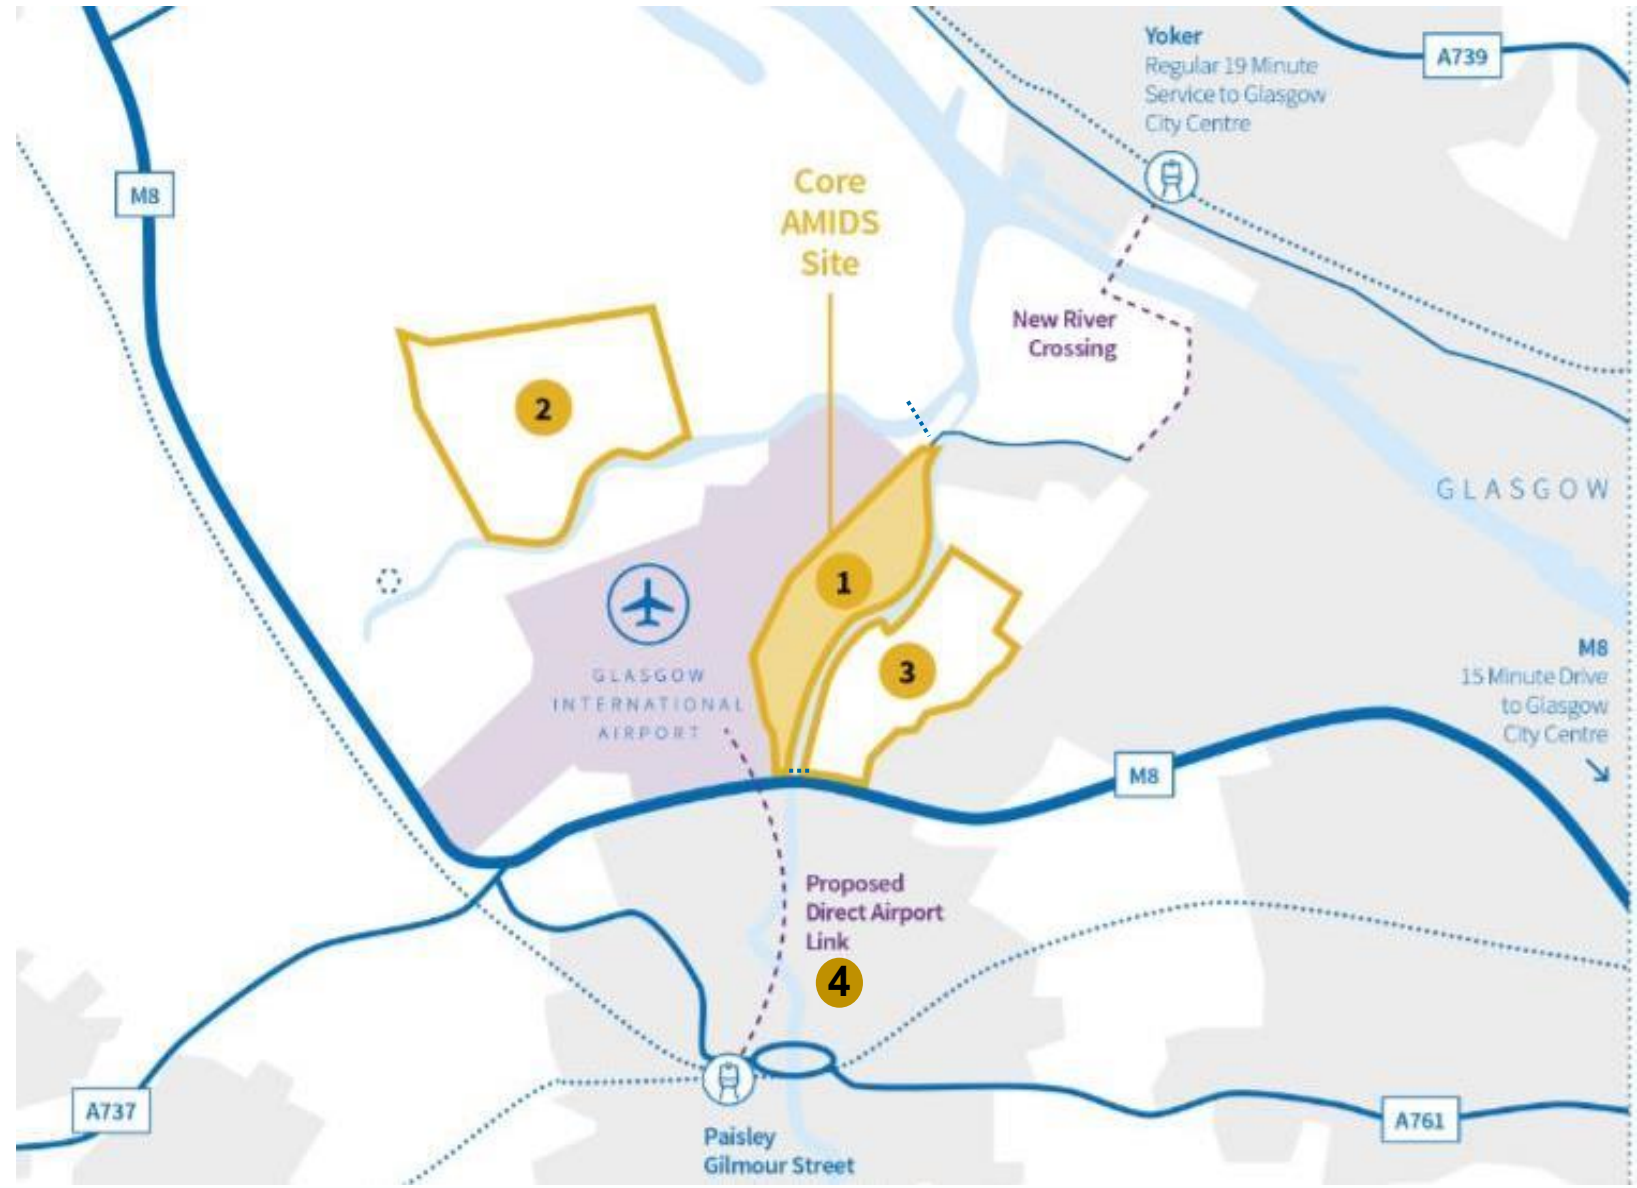 Yoker
Regular 19 Minute
Service to Glasgow
City Centre
A739
M8
Core
AMIDS
Site
New River
Crossing
2
GLASGOW
1
3
GLASGOW
INTERNATIONAL
AIRPORT
M8
15 Minute Drive
to Glasgow
City Centre
M8
Proposed
Direct Airport
Link
4
A737
A761
Paisley
Gilmour Street